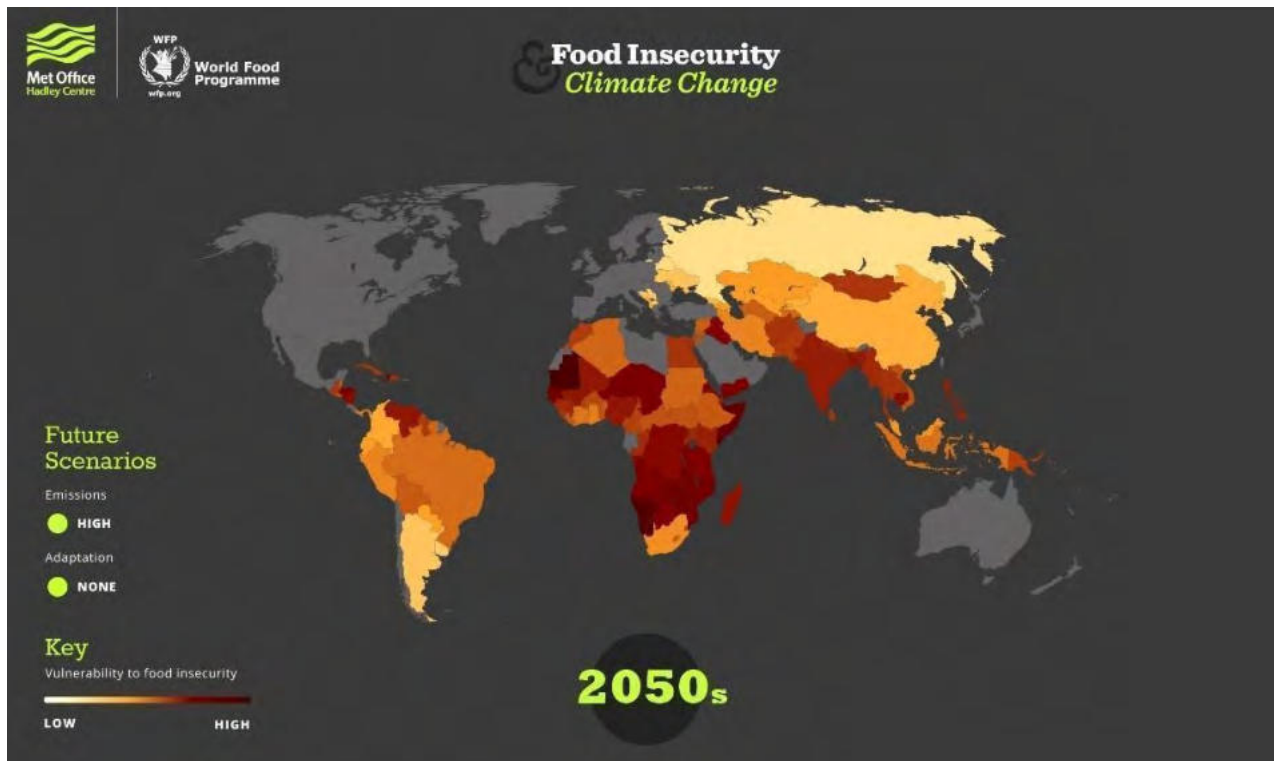 Met Office
Hadley Centre
WFP
wfp.org
World Food
Programme
& Food Insecurity
Climate Change
Future
Scenarios
Emissions
HIGH
Adaptation
NONE
Key
Vulnerability to food insecurity
LOW
HIGH
2050s